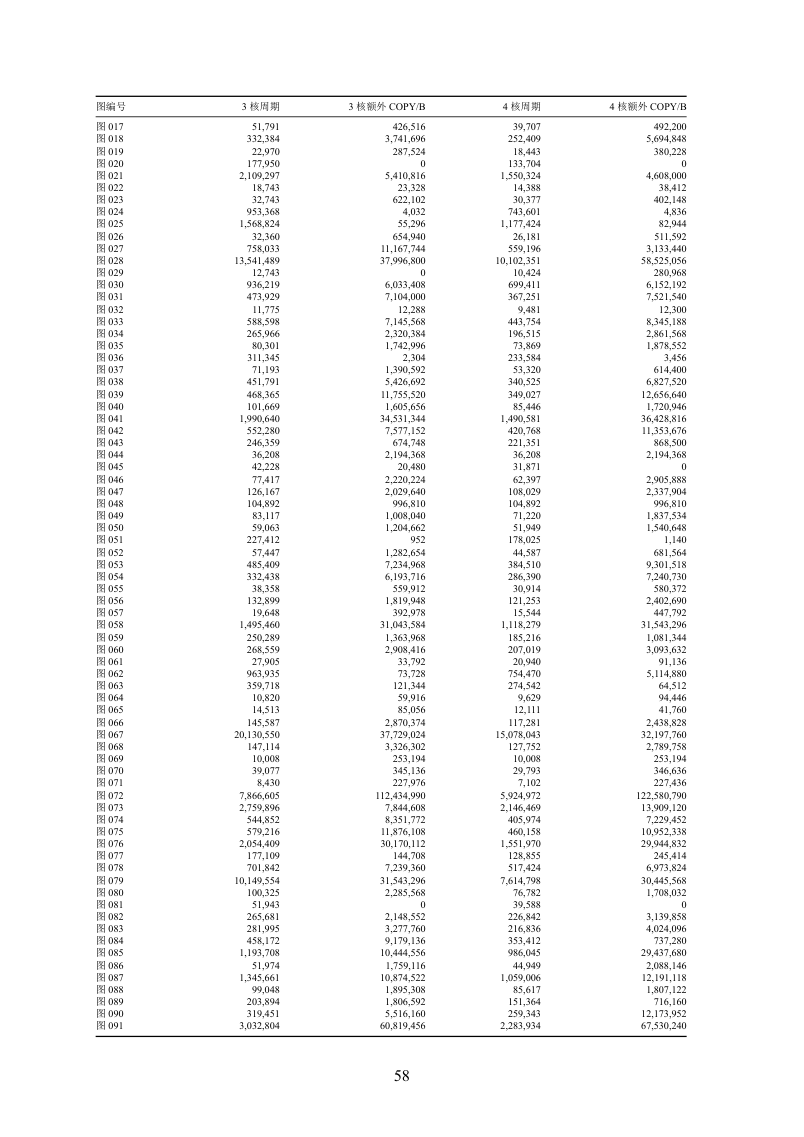 图编号 3 核周期 3 核额外 COPY/B 4 核周期 4 核额外 COPY/B
图 017 51,791 426,516 39,707 492,200
图 018 332,384 3,741,696 252,409 5,694,848
图 019 22,970 287,524 18,443 380,228
图 020 177,950 0 133,704 0
图 021 2,109,297 5,410,816 1,550,324 4,608,000
图 022 18,743 23,328 14,388 38,412
图 023 32,743 622,102 30,377 402,148
图 024 953,368 4,032 743,601 4,836
图 025 1,568,824 55,296 1,177,424 82,944
图 026 32,360 654,940 26,181 511,592
图 027 758,033 11,167,744 559,196 3,133,440
图 028 13,541,489 37,996,800 10,102,351 58,525,056
图 029 12,743 0 10,424 280,968
图 030 936,219 6,033,408 699,411 6,152,192
图 031 473,929 7,104,000 367,251 7,521,540
图 032 11,775 12,288 9,481 12,300
图 033 588,598 7,145,568 443,754 8,345,188
图 034 265,966 2,320,384 196,515 2,861,568
图 035 80,301 1,742,996 73,869 1,878,552
图 036 311,345 2,304 233,584 3,456
图 037 71,193 1,390,592 53,320 614,400
图 038 451,791 5,426,692 340,525 6,827,520
图 039 468,365 11,755,520 349,027 12,656,640
图 040 101,669 1,605,656 85,446 1,720,946
图 041 1,990,640 34,531,344 1,490,581 36,428,816
图 042 552,280 7,577,152 420,768 11,353,676
图 043 246,359 674,748 221,351 868,500
图 044 36,208 2,194,368 36,208 2,194,368
图 045 42,228 20,480 31,871 0
图 046 77,417 2,220,224 62,397 2,905,888
图 047 126,167 2,029,640 108,029 2,337,904
图 048 104,892 996,810 104,892 996,810
图 049 83,117 1,008,040 71,220 1,837,534
图 050 59,063 1,204,662 51,949 1,540,648
图 051 227,412 952 178,025 1,140
图 052 57,447 1,282,654 44,587 681,564
图 053 485,409 7,234,968 384,510 9,301,518
图 054 332,438 6,193,716 286,390 7,240,730
图 055 38,358 559,912 30,914 580,372
图 056 132,899 1,819,948 121,253 2,402,690
图 057 19,648 392,978 15,544 447,792
图 058 1,495,460 31,043,584 1,118,279 31,543,296
图 059 250,289 1,363,968 185,216 1,081,344
图 060 268,559 2,908,416 207,019 3,093,632
图 061 27,905 33,792 20,940 91,136
图 062 963,935 73,728 754,470 5,114,880
图 063 359,718 121,344 274,542 64,512
图 064 10,820 59,916 9,629 94,446
图 065 14,513 85,056 12,111 41,760
图 066 145,587 2,870,374 117,281 2,438,828
图 067 20,130,550 37,729,024 15,078,043 32,197,760
图 068 147,114 3,326,302 127,752 2,789,758
图 069 10,008 253,194 10,008 253,194
图 070 39,077 345,136 29,793 346,636
图 071 8,430 227,976 7,102 227,436
图 072 7,866,605 112,434,990 5,924,972 122,580,790
图 073 2,759,896 7,844,608 2,146,469 13,909,120
图 074 544,852 8,351,772 405,974 7,229,452
图 075 579,216 11,876,108 460,158 10,952,338
图 076 2,054,409 30,170,112 1,551,970 29,944,832
图 077 177,109 144,708 128,855 245,414
图 078 701,842 7,239,360 517,424 6,973,824
图 079 10,149,554 31,543,296 7,614,798 30,445,568
图 080 100,325 2,285,568 76,782 1,708,032
图 081 51,943 0 39,588 0
图 082 265,681 2,148,552 226,842 3,139,858
图 083 281,995 3,277,760 216,836 4,024,096
图 084 458,172 9,179,136 353,412 737,280
图 085 1,193,708 10,444,556 986,045 29,437,680
图 086 51,974 1,759,116 44,949 2,088,146
图 087 1,345,661 10,874,522 1,059,006 12,191,118
图 088 99,048 1,895,308 85,617 1,807,122
图 089 203,894 1,806,592 151,364 716,160
图 090 319,451 5,516,160 259,343 12,173,952
图 091 3,032,804 60,819,456 2,283,934 67,530,240
58